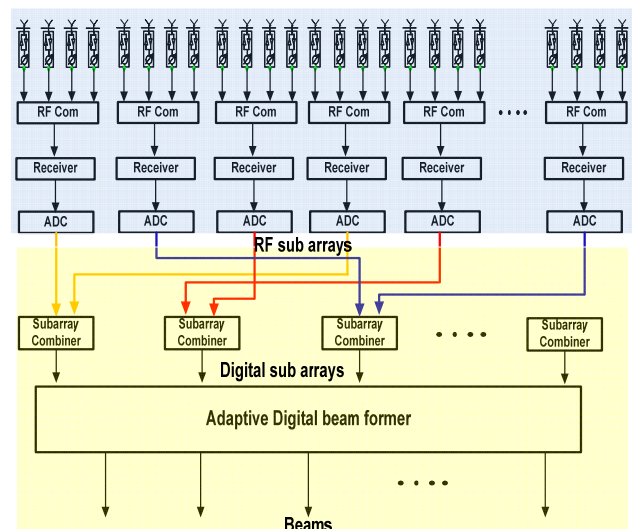 RF Com RF Com RF Com RF Com RF Com RF Com
Receiver Receiver Receiver Receiver Receiver Receiver
ADC ADC ADC ADC ADC ADC
RF sub arrays
Subarray Subarray Subarray Subarray
Combiner Combiner Combiner Combiner
Digital sub arrays
Adaptive Digital beam former
Beams